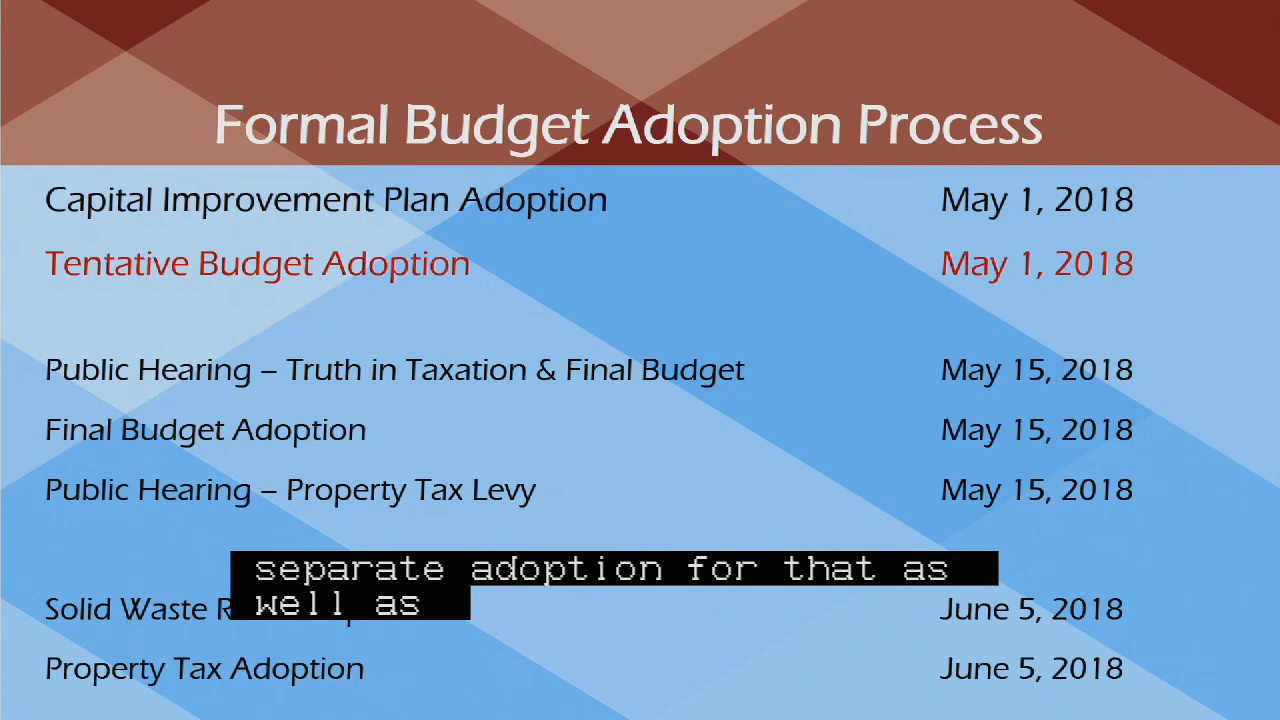 Formal Budget Adoption Process
Capital Improvement Plan Adoption May 1, 2018
Tentative Budget Adoption May 1, 2018
Public Hearing – Truth in Taxation & Final Budget May 15, 2018
Final Budget Adoption May 15, 2018
Public Hearing – Property Tax Levy May 15, 2018
separate adoption for that as
well as
Solid Waste June 5, 2018
Property Tax Adoption June 5, 2018